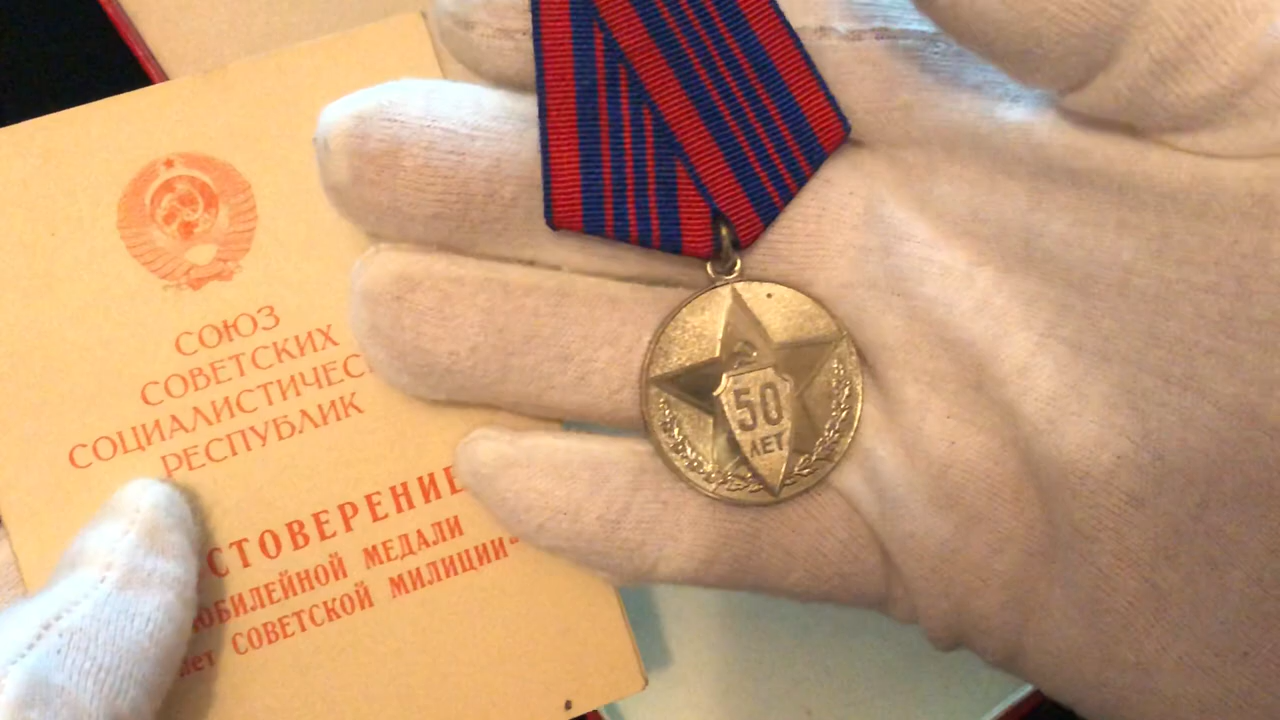 СОЮЗ
СОВЕТСКИХ
СОЦИАЛИСТИЧЕС
РЕСПУБЛИК
СТОВЕРЕНИЕ
ЮБИЛЕЙНОЙ МЕДАЛИ
лет СОВЕТСКОЙ МИЛИЦИИ“
50
ЛЕТ